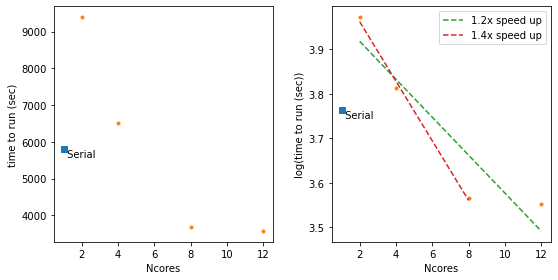 9000
8000
7000
6000
5000
4000
time to run (sec)
Serial
2 4 6 8 10 12
Ncores
3.9
3.8
3.7
3.6
3.5
log(time to run (sec))
1.2x speed up
1.4x speed up
Serial
2 4 6 8 10 12
Ncores